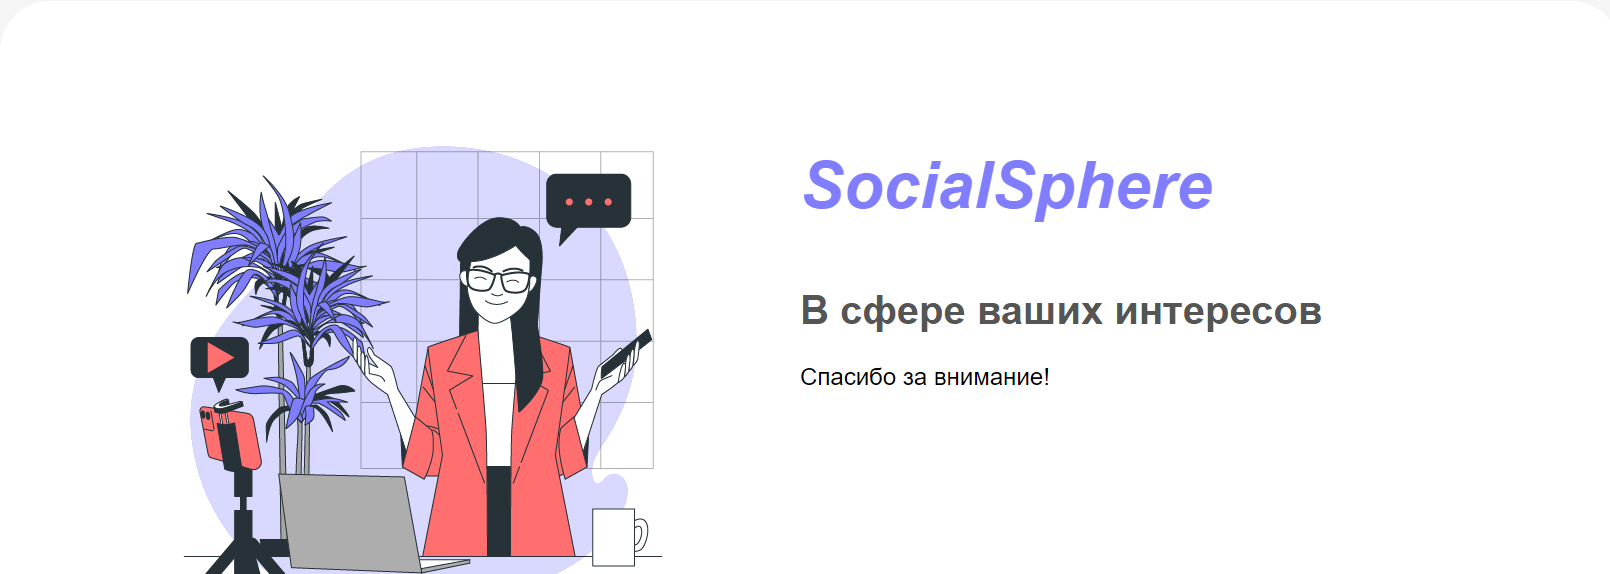 SocialSphere
В сфере ваших интересов
Спасибо за внимание!